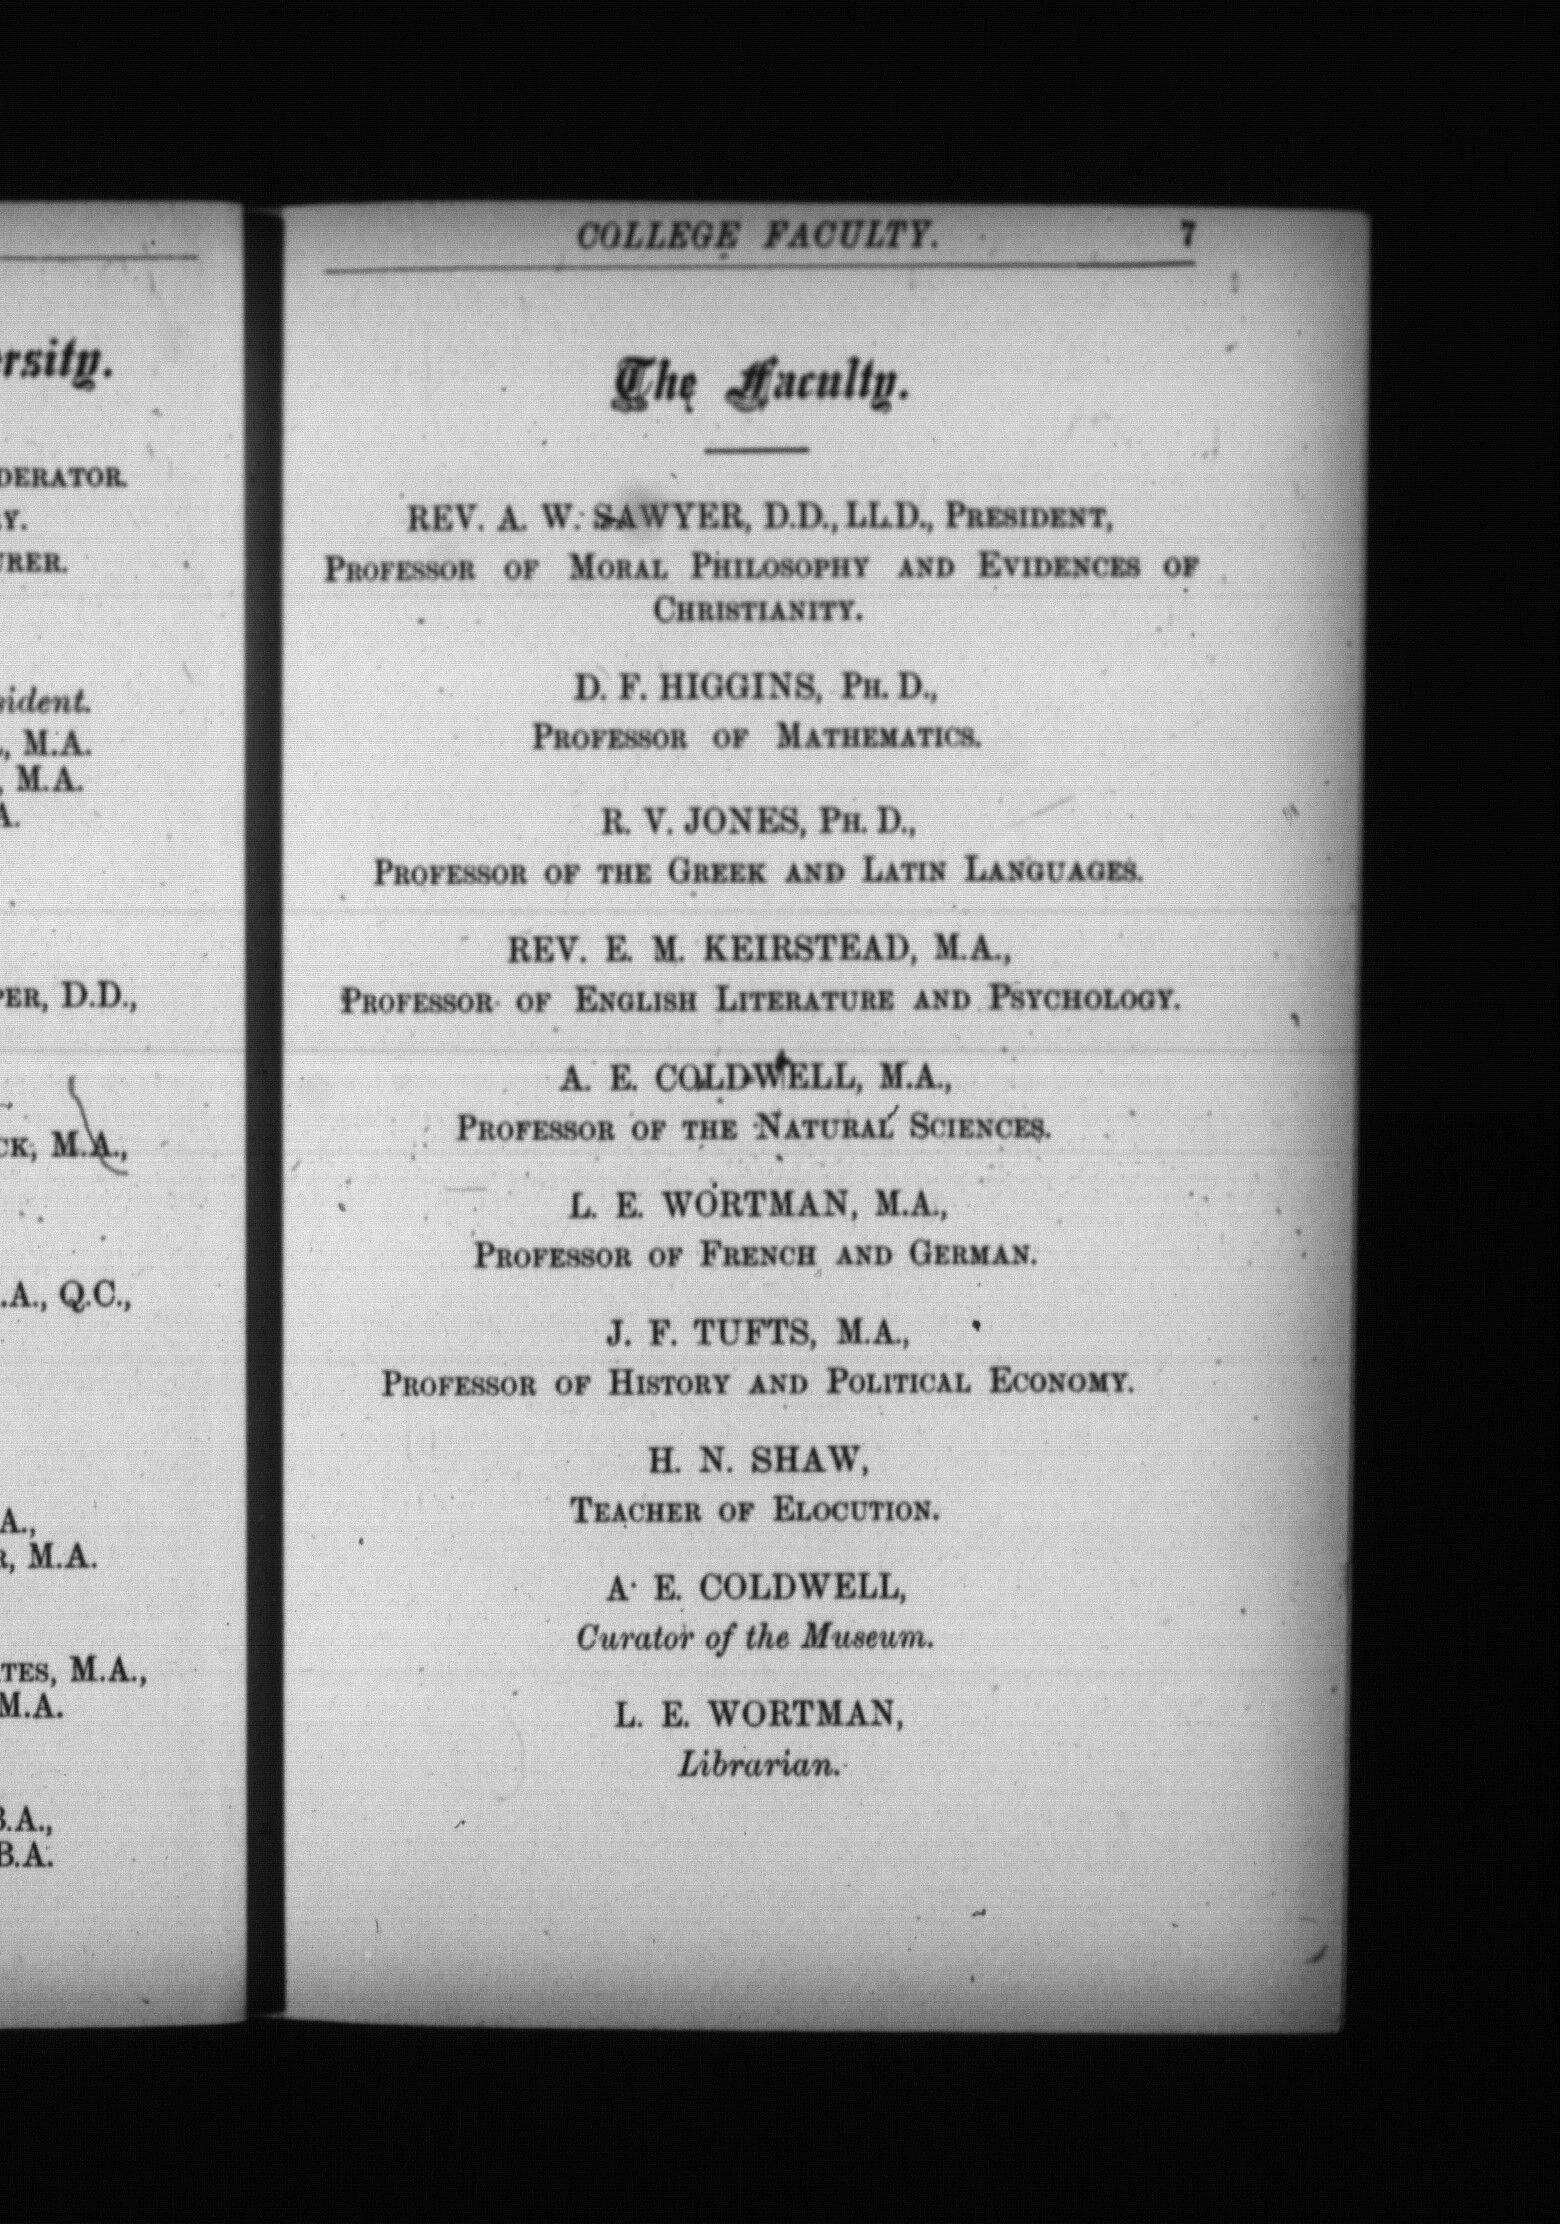 COLLEGE FACULTY. 7
The Faculty.
REV. A. W. SAWYER, D.D., LL.D., PRESIDENT,
PROFESSOR OF MORAL PHILOSOPHY AND EVIDENCES OF
CHRISTIANITY.
D. F. HIGGINS, PH. D.,
PROFESSOR OF MATHEMATICS.
R. V. JONES, PH. D.,
PROFESSOR OF THE GREEK AND LATIN LANGUAGES.
REV. E. M. KEIRSTEAD, M.A.,
PROFESSOR OF ENGLISH LITERATURE AND PSYCHOLOGY.
A. E. COLDWELL, M.A.,
PROFESSOR OF THE NATURAL SCIENCES.
L. E. WORTMAN, M.A.,
PROFESSOR OF FRENCH AND GERMAN.
J. F. TUFTS, M.A.,
PROFESSOR OF HISTORY AND POLITICAL ECONOMY.
H. N. SHAW,
TEACHER OF ELOCUTION.
A. E. COLDWELL,
Curator of the Museum.
L. E. WORTMAN,
Librarian.
M.A.
M.A.
D.D.,
M.A.,
Q.C.,
M.A.
M.A.,
M.A.
B.A.,
B.A.